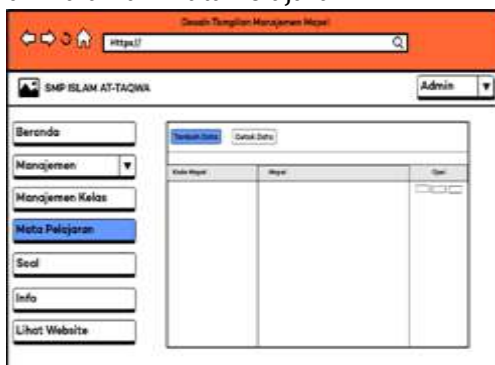 Desain Tampilan Manajemen Mapel
Https://
SMP ISLAM AT-TAQWA
Admin
Beranda
Manajemen
Manajemen Kelas
Mata Pelajaran
Soal
Info
Lihat Website
Tambah Data
Cetak Data
Kode Mapel
Mapel
Opsi